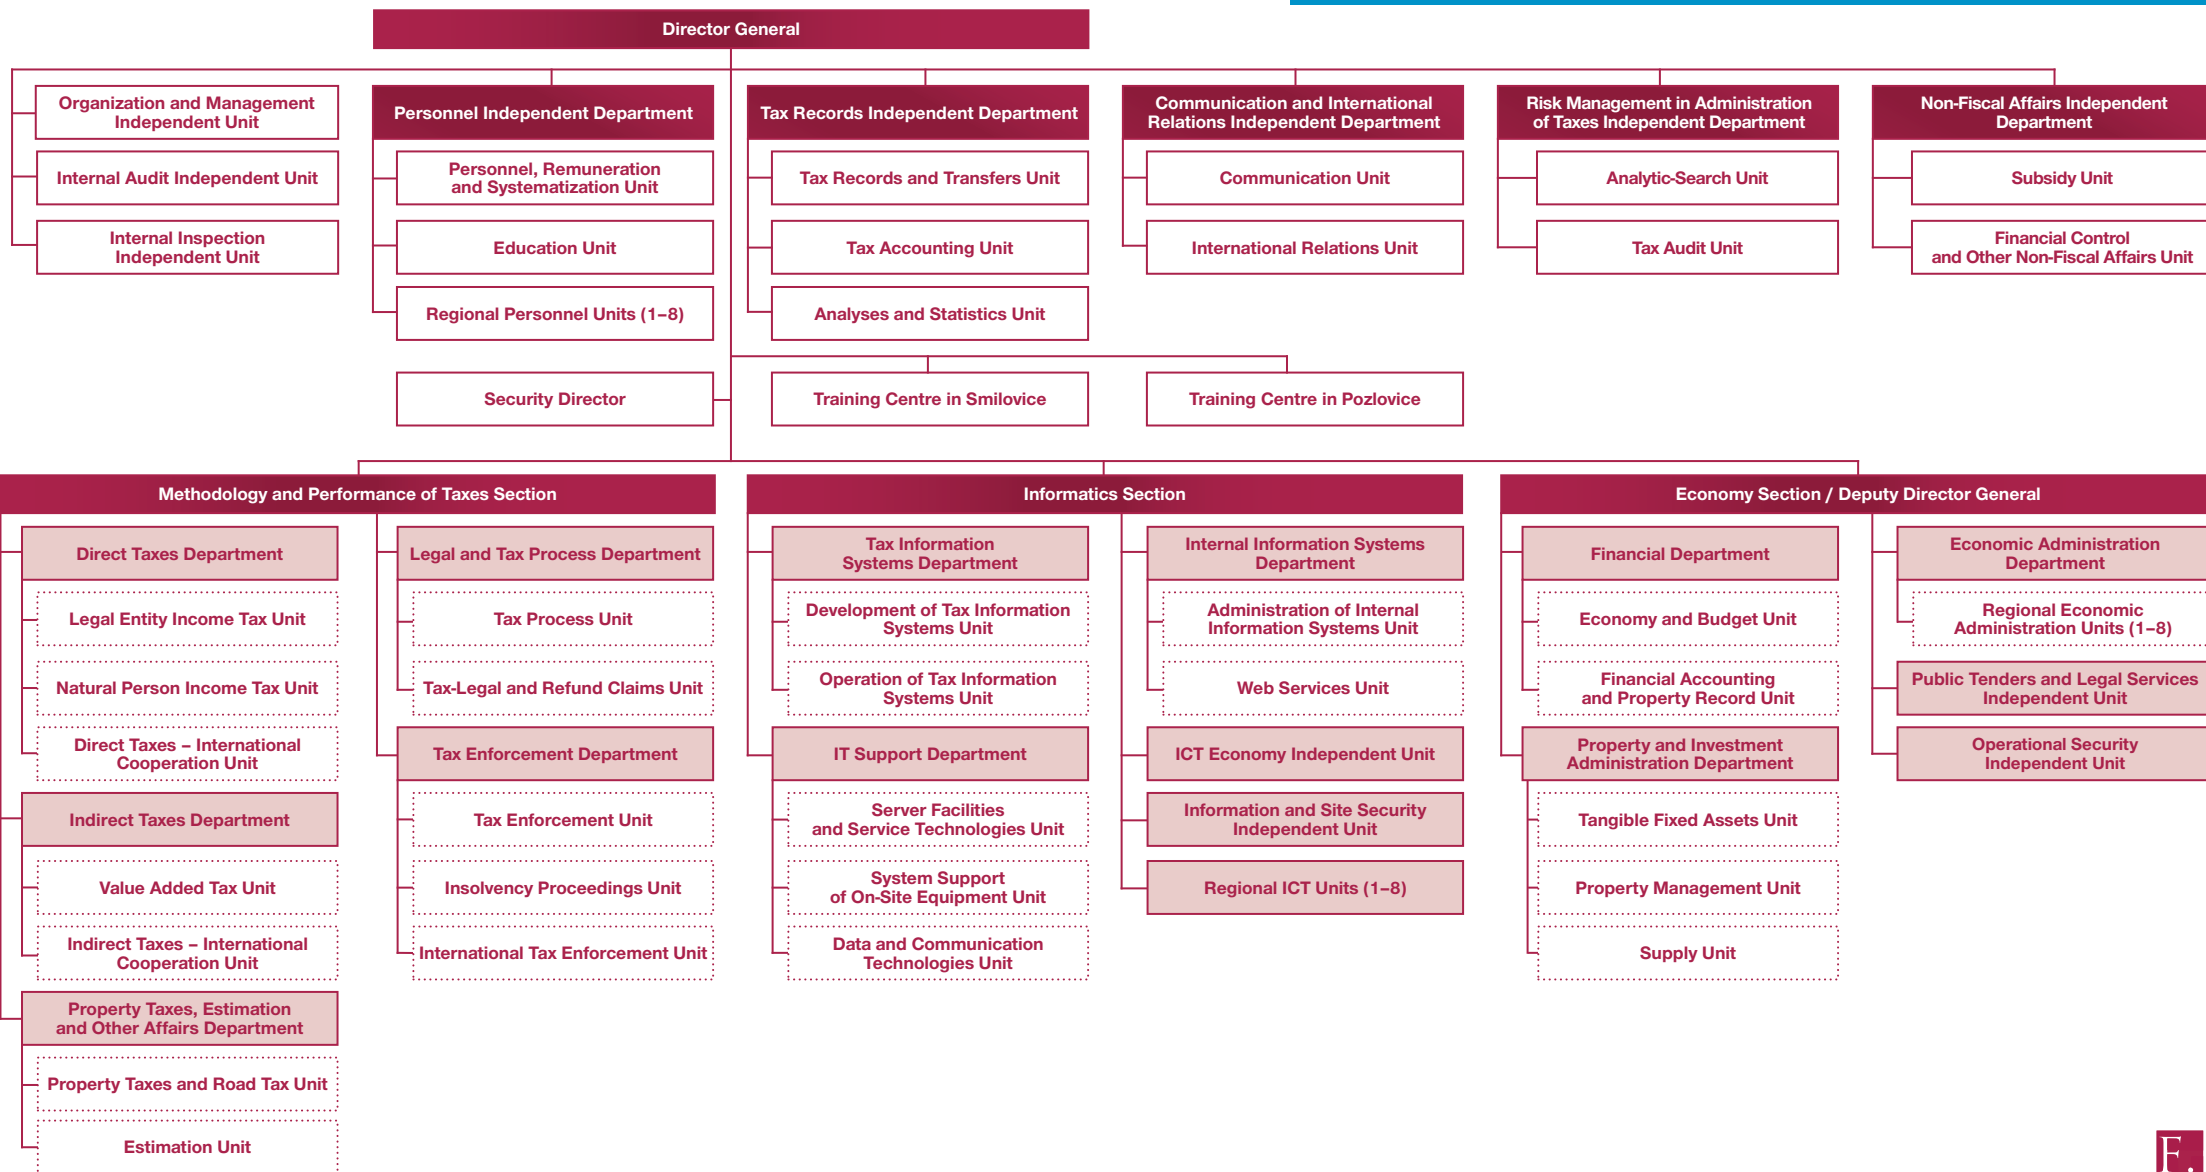 Director General
Organization and Management
Independent Unit
Internal Audit Independent Unit
Internal Inspection
Independent Unit
Personnel Independent Department
Personnel, Remuneration
and Systematization Unit
Education Unit
Regional Personnel Units (1–8)
Tax Records Independent Department
Tax Records and Transfers Unit
Tax Accounting Unit
Analyses and Statistics Unit
Communication and International
Relations Independent Department
Communication Unit
International Relations Unit
Risk Management in Administration
of Taxes Independent Department
Analytic-Search Unit
Tax Audit Unit
Non-Fiscal Affairs Independent
Department
Subsidy Unit
Financial Control
and Other Non-Fiscal Affairs Unit
Security Director
Training Centre in Smilovice
Training Centre in Pozlovice
Methodology and Performance of Taxes Section
Direct Taxes Department
Legal Entity Income Tax Unit
Natural Person Income Tax Unit
Direct Taxes – International
Cooperation Unit
Indirect Taxes Department
Value Added Tax Unit
Indirect Taxes – International
Cooperation Unit
Property Taxes, Estimation
and Other Affairs Department
Property Taxes and Road Tax Unit
Estimation Unit
Legal and Tax Process Department
Tax Process Unit
Tax-Legal and Refund Claims Unit
Tax Enforcement Department
Tax Enforcement Unit
Insolvency Proceedings Unit
International Tax Enforcement Unit
Informatics Section
Tax Information
Systems Department
Development of Tax Information
Systems Unit
Operation of Tax Information
Systems Unit
IT Support Department
Server Facilities
and Service Technologies Unit
System Support
of On-Site Equipment Unit
Data and Communication
Technologies Unit
Internal Information Systems
Department
Administration of Internal
Information Systems Unit
Web Services Unit
ICT Economy Independent Unit
Information and Site Security
Independent Unit
Regional ICT Units (1–8)
Economy Section / Deputy Director General
Financial Department
Economy and Budget Unit
Financial Accounting
and Property Record Unit
Property and Investment
Administration Department
Tangible Fixed Assets Unit
Property Management Unit
Supply Unit
Economic Administration
Department
Regional Economic
Administration Units (1–8)
Public Tenders and Legal Services
Independent Unit
Operational Security
Independent Unit
F.